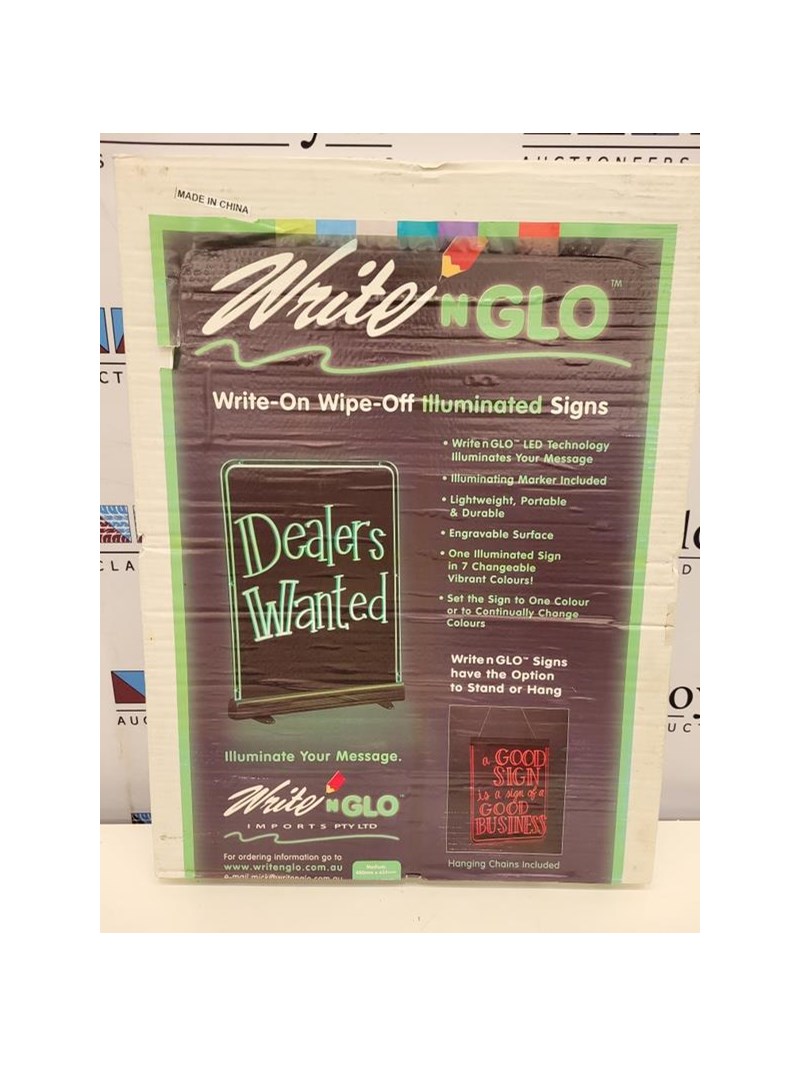 AUCTIONEERS
MADE IN CHINA
Write N GLO™
Write-On Wipe-Off Illuminated Signs
• Write n GLO™ LED Technology
Illuminates Your Message
• Illuminating Marker Included
• Lightweight, Portable
& Durable
• Engravable Surface
• One Illuminated Sign
in 7 Changeable
Vibrant Colours!
• Set the Sign to One Colour
or to Continually Change
Colours
Dealers
Wanted
Write n GLO™ Signs
have the Option
to Stand or Hang
a GOOD
SIGN
is a sign of a
GOOD
BUSINESS
Hanging Chains Included
Illuminate Your Message.
Write N GLO
IMPORTS PTY LTD
For ordering information go to
www.writenglo.com.au
Medium